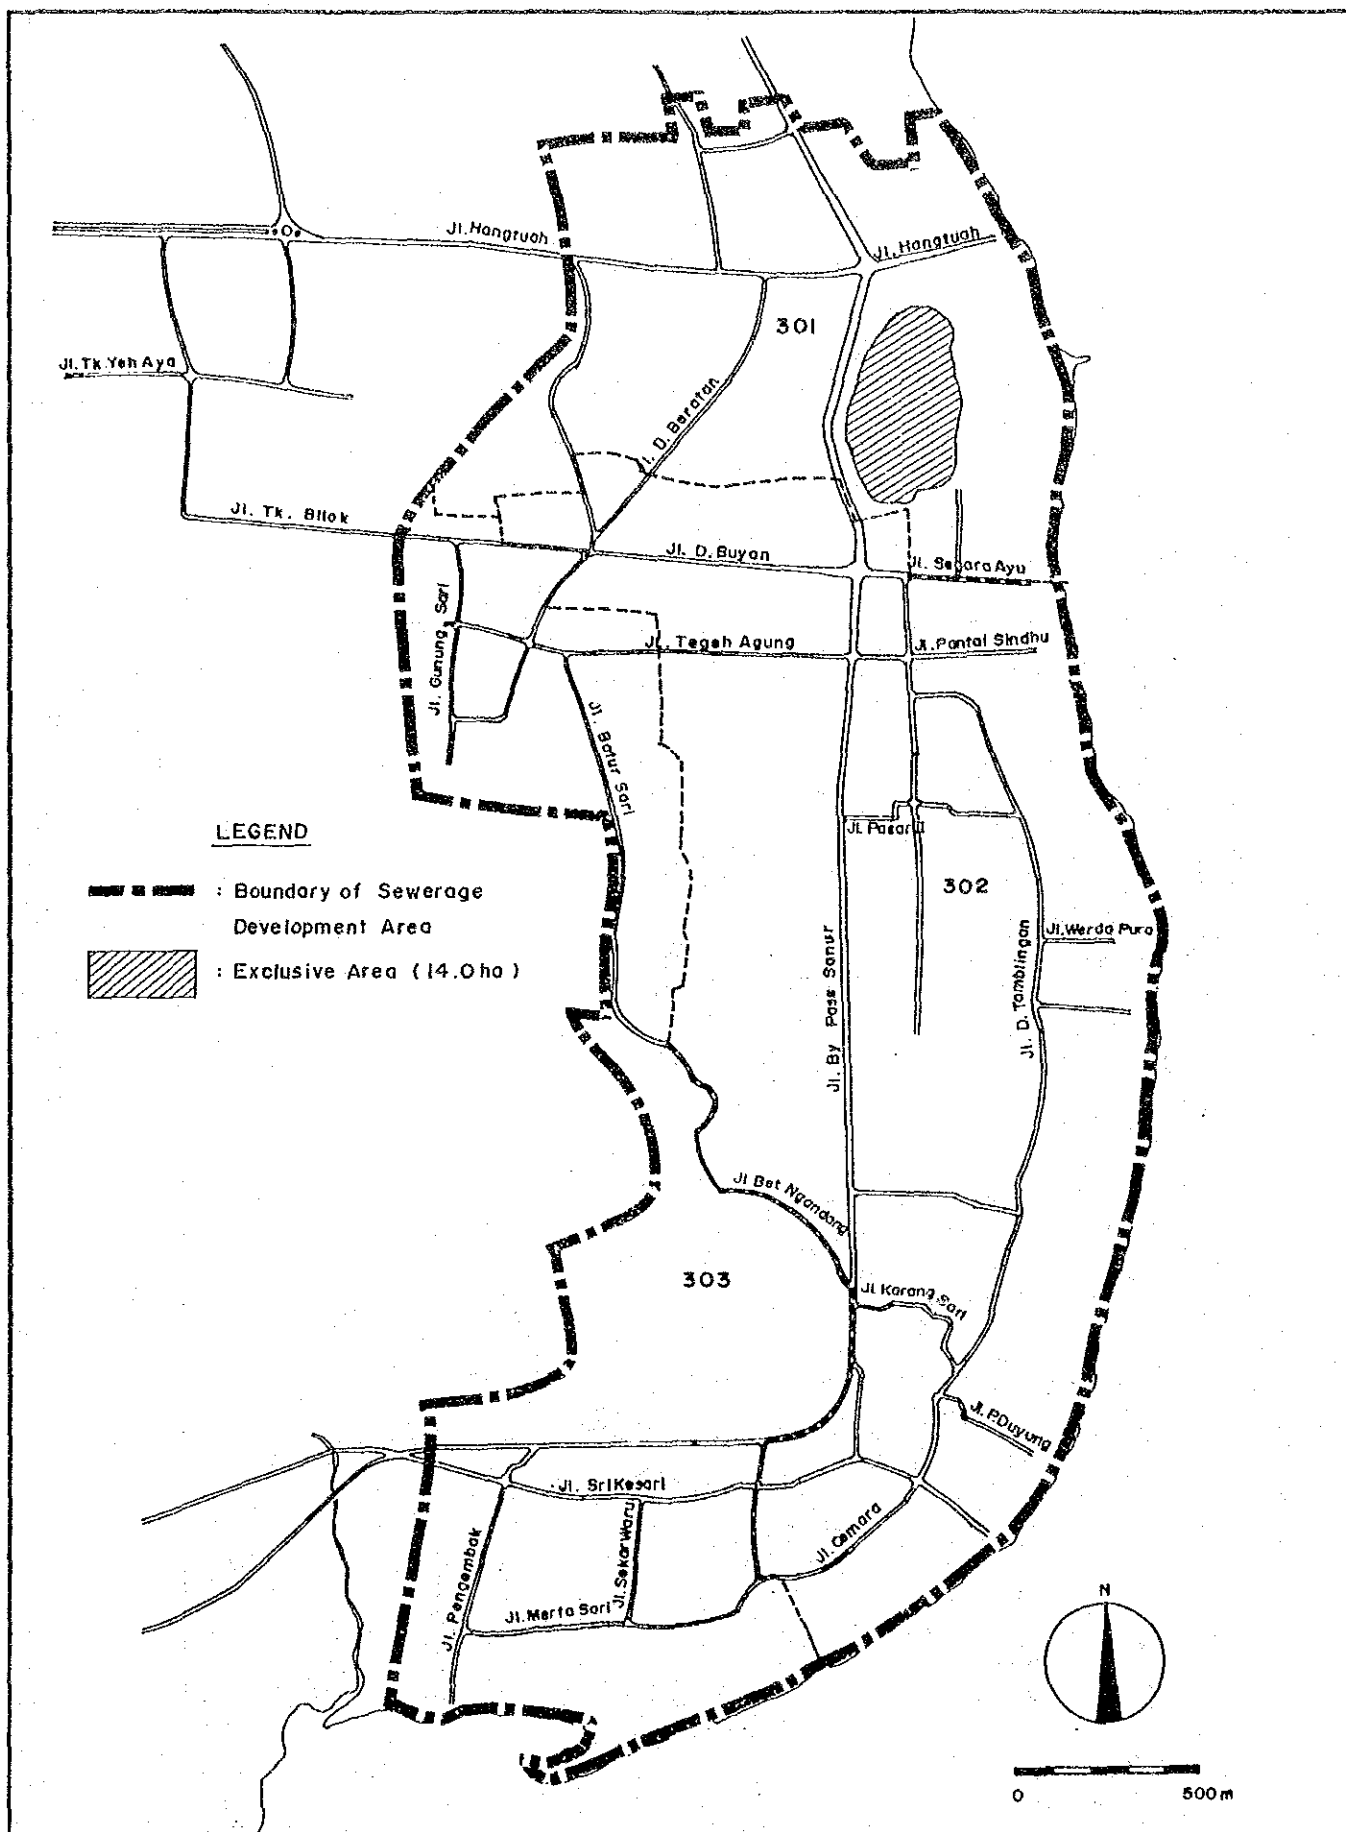 Jl. Hangtuah
Jl. Hangtuah
301
Jl. Tk. Yeh Aya
Jl. D. Beratan
Jl. Tk. Bilok
Jl. D. Buyan
Jl. Segara Ayu
Jl. Gunung Sari
Jl. Tegeh Agung
Jl. Pantai Sindhu
Jl. Batur Sari
Jl. Pasar II
LEGEND
: Boundary of Sewerage
Development Area
: Exclusive Area (14.0 ha)
302
Jl. Werda Pura
Jl. By Pass Sanur
Jl. D. Tamblingan
Jl Bet Ngandang
303
Jl. Karang Sari
Jl. P. Duyung
Jl. Sri Kesari
Jl. Pengembak
Jl. Sekar Waru
Jl. Cemara
Jl. Merta Sari
N
0 500 m